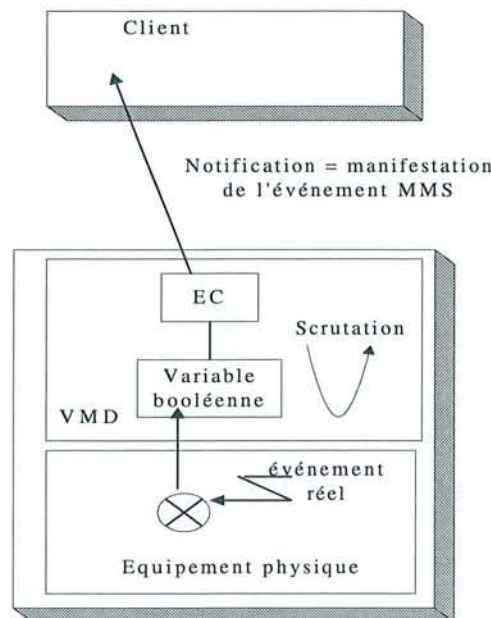 Client
Notification = manifestation
de l'événement MMS
EC
Scrutation
Variable
booléenne
VMD
événement
réel
Equipement physique